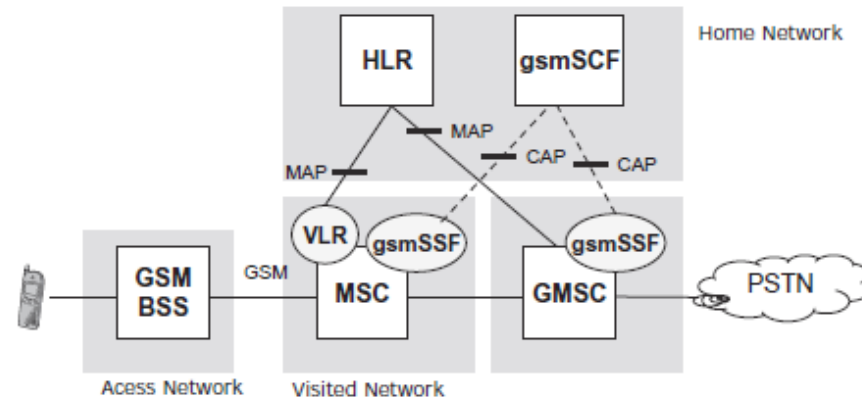 Home Network
HLR
gsmSCF
MAP
MAP
CAP
CAP
VLR
gsmSSF
gsmSSF
GSM
BSS
GSM
MSC
GMSC
PSTN
Acess Network
Visited Network